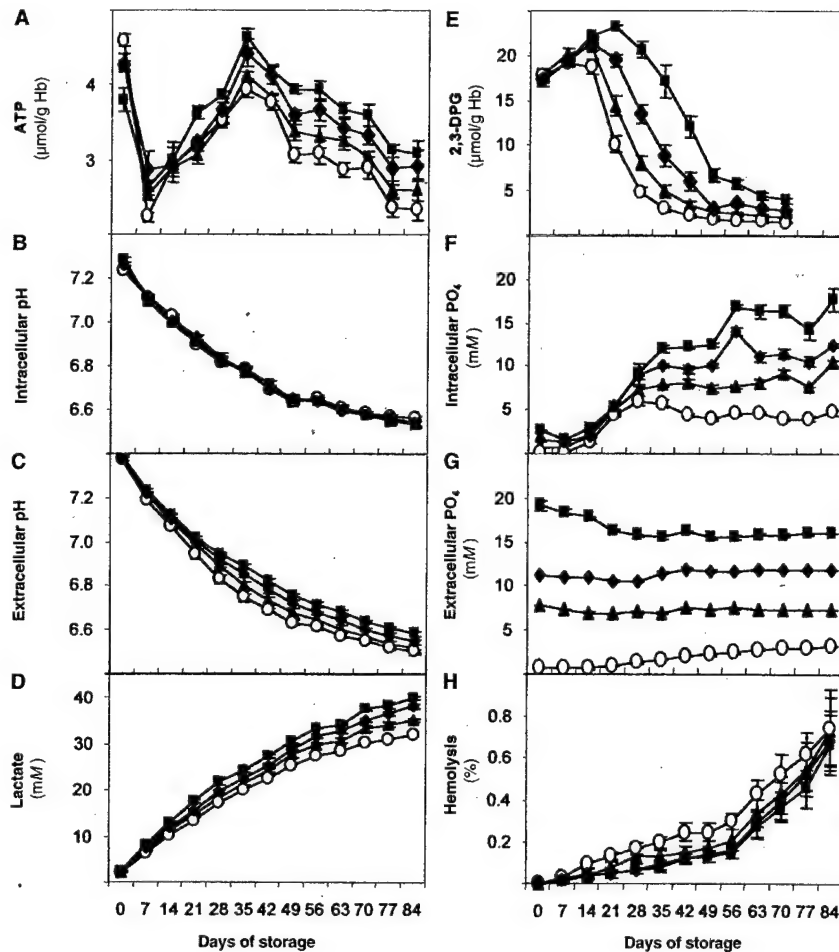 A
ATP
(μmol/g Hb)
4
3
B
Intracellular pH
7.2
7.0
6.8
6.6
C
Extracellular pH
7.2
7.0
6.8
6.6
D
Lactate
(mM)
40
30
20
10
0 7 14 21 28 35 42 49 56 63 70 77 84
Days of storage
E
2,3-DPG
(μmol/g Hb)
20
15
10
5
F
Intracellular PO4
(mM)
20
15
10
5
G
Extracellular PO4
(mM)
20
15
10
5
H
Hemolysis
(%)
0.8
0.6
0.4
0.2
0 7 14 21 28 35 42 49 56 63 70 77 84
Days of storage